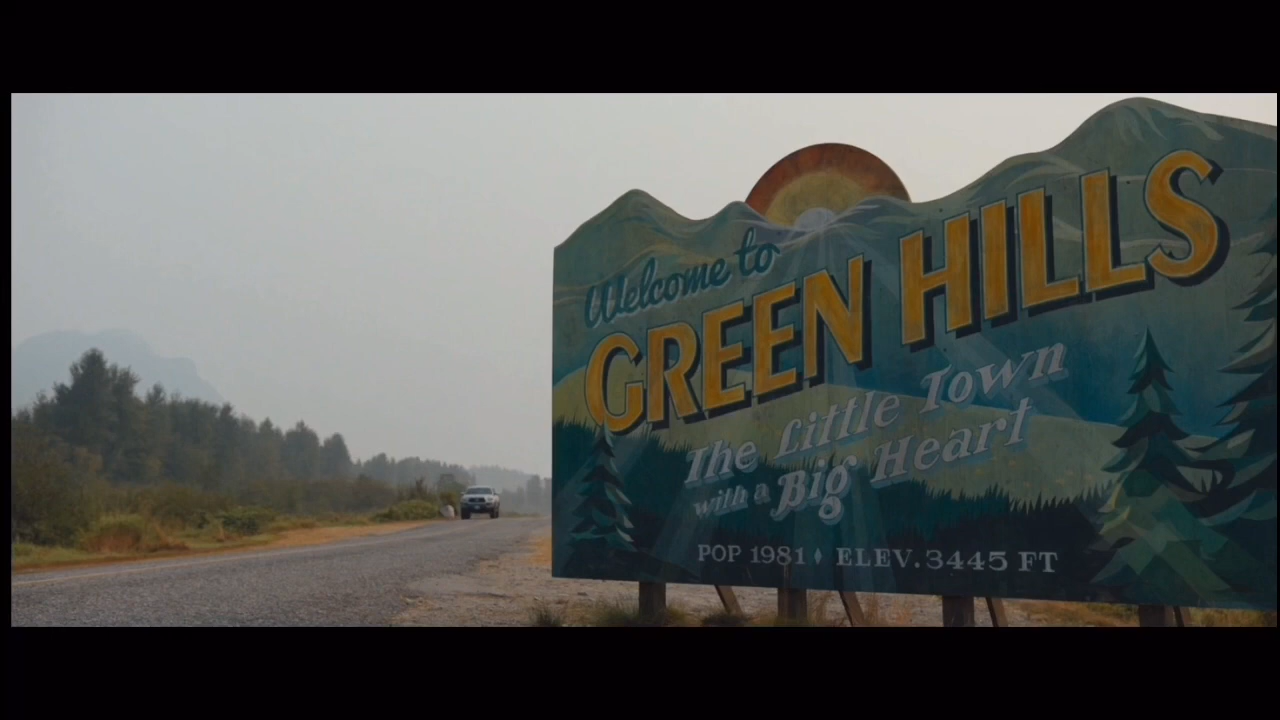 Welcome to
GREEN HILLS
The Little Town
with a Big Heart
POP 1981 ♦ ELEV. 3445 FT